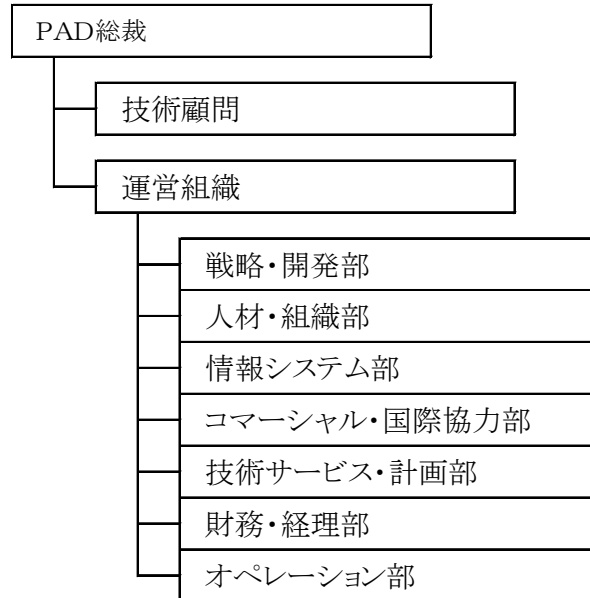 PAD総裁
技術顧問
運営組織
戦略・開発部
人材・組織部
情報システム部
コマーシャル・国際協力部
技術サービス・計画部
財務・経理部
オペレーション部